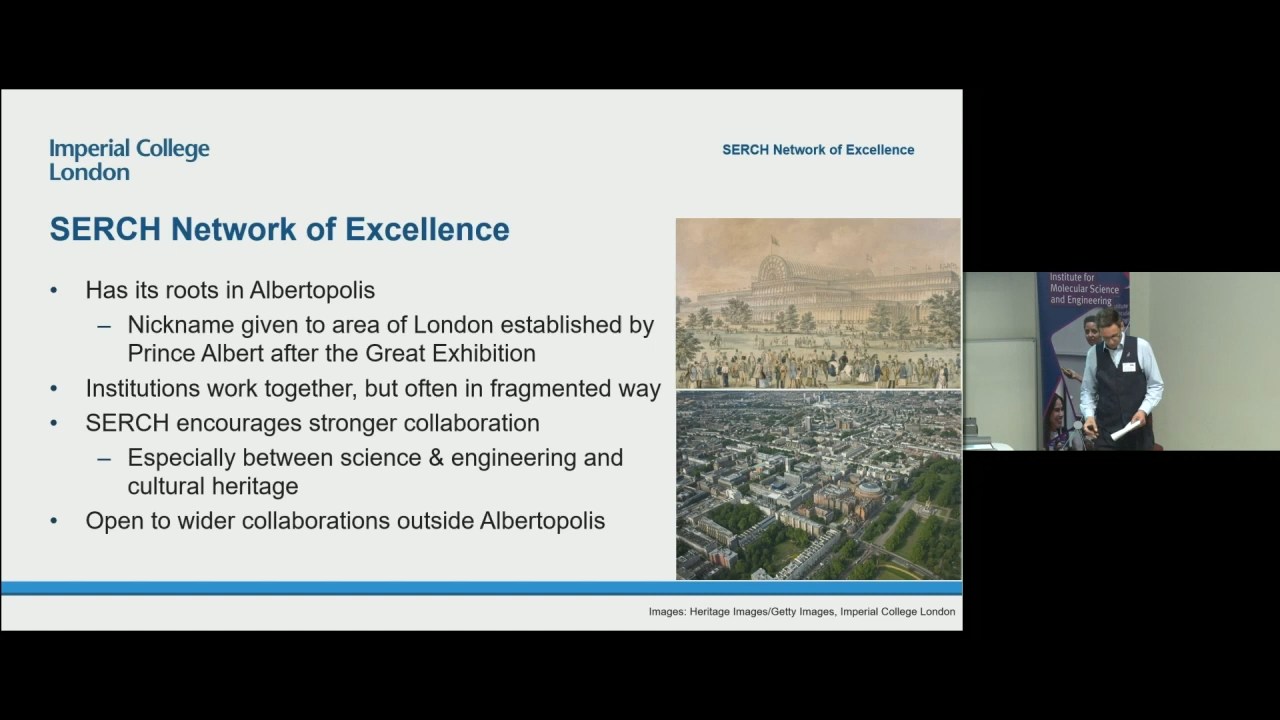 Imperial College
London
SERCH Network of Excellence
SERCH Network of Excellence
• Has its roots in Albertopolis
– Nickname given to area of London established by
Prince Albert after the Great Exhibition
• Institutions work together, but often in fragmented way
• SERCH encourages stronger collaboration
– Especially between science & engineering and
cultural heritage
• Open to wider collaborations outside Albertopolis
Images: Heritage Images/Getty Images, Imperial College London
Institute for
Molecular Science
and Engineering